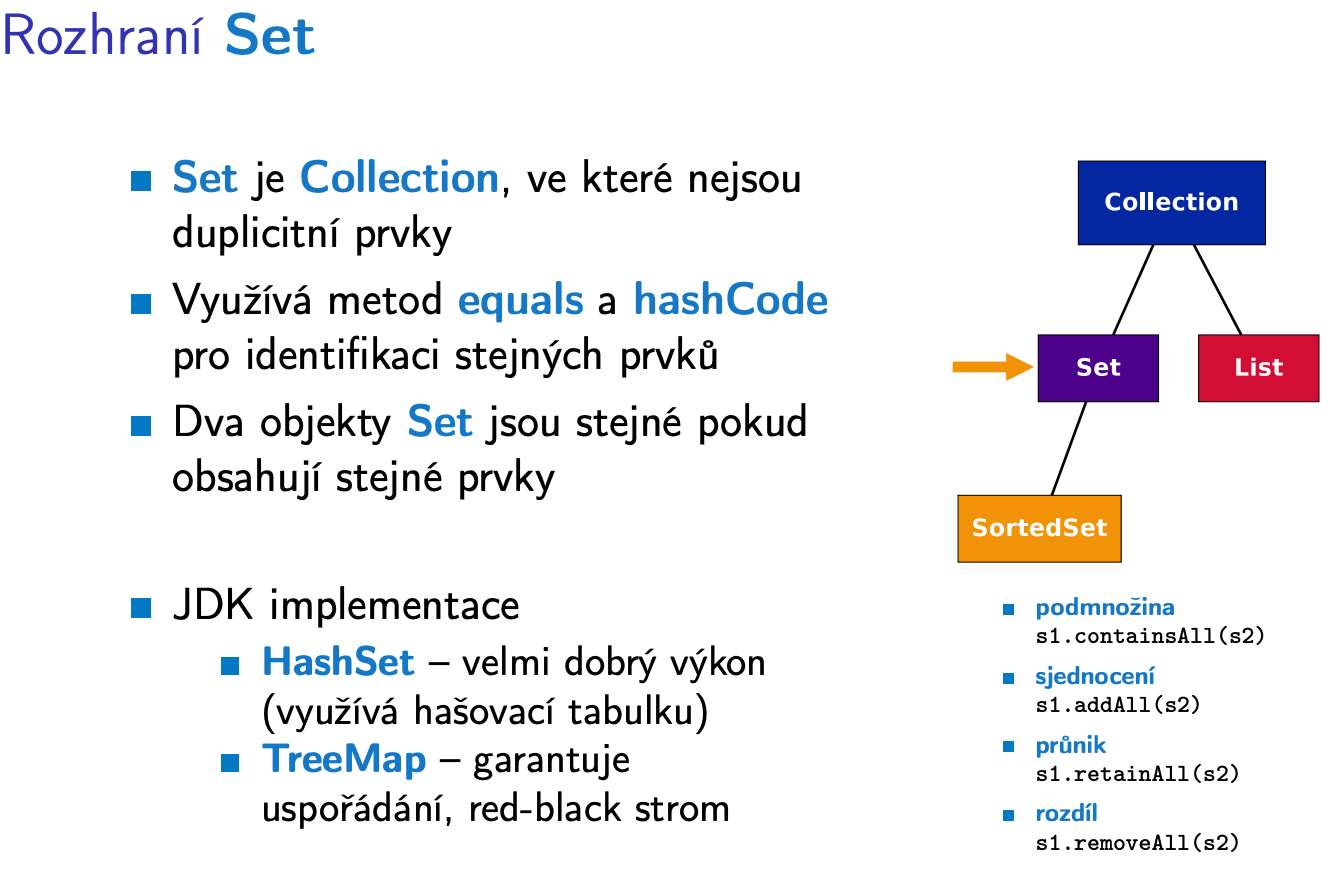 Rozhraní Set
Set je Collection, ve které nejsou
duplicitní prvky
Využívá metod equals a hashCode
pro identifikaci stejných prvků
Dva objekty Set jsou stejné pokud
obsahují stejné prvky
JDK implementace
HashSet – velmi dobrý výkon
(využívá hašovací tabulku)
TreeMap – garantuje
uspořádání, red-black strom
Collection
Set
List
SortedSet
podmnožina
s1.containsAll(s2)
sjednocení
s1.addAll(s2)
průnik
s1.retainAll(s2)
rozdíl
s1.removeAll(s2)